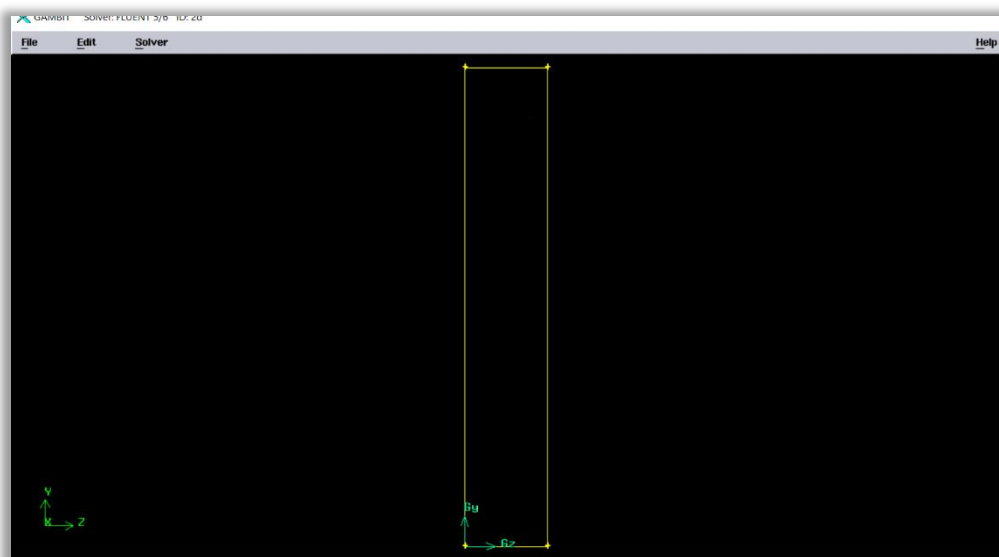 GAMBIT Solver: FLUENT 5/6 ID: 2d
File Edit Solver Help
Gy
Gz
Y
X Z